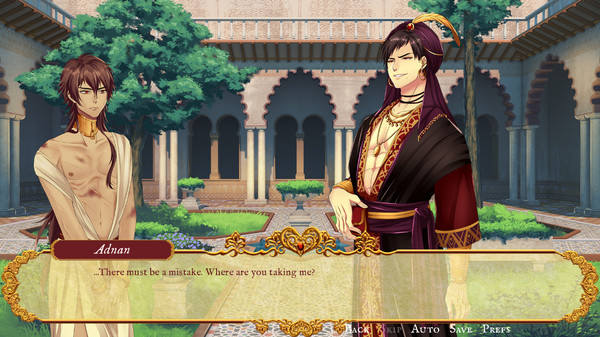 Adnan
...There must be a mistake. Where are you taking me?
Back Skip Auto Save Prefs